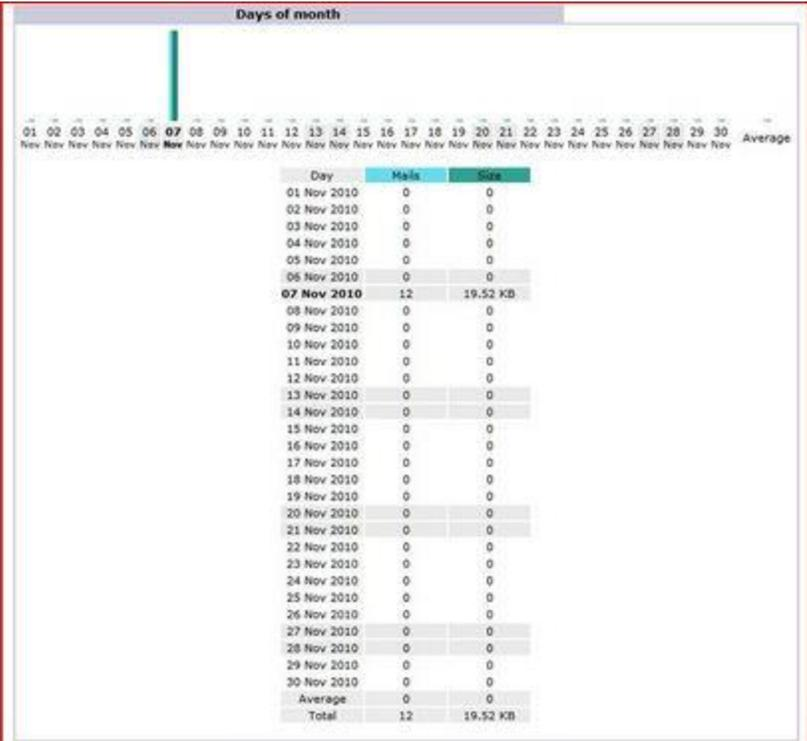 Days of month
01 02 03 04 05 06 07 08 09 10 11 12 13 14 15 16 17 18 19 20 21 22 23 24 25 26 27 28 29 30
Nov Nov Nov Nov Nov Nov Nov Nov Nov Nov Nov Nov Nov Nov Nov Nov Nov Nov Nov Nov Nov Nov Nov Nov Nov Nov Nov Nov Nov Nov Average
Day Mails Size
01 Nov 2010 0 0
02 Nov 2010 0 0
03 Nov 2010 0 0
04 Nov 2010 0 0
05 Nov 2010 0 0
06 Nov 2010 0 0
07 Nov 2010 12 19.52 KB
08 Nov 2010 0 0
09 Nov 2010 0 0
10 Nov 2010 0 0
11 Nov 2010 0 0
12 Nov 2010 0 0
13 Nov 2010 0 0
14 Nov 2010 0 0
15 Nov 2010 0 0
16 Nov 2010 0 0
17 Nov 2010 0 0
18 Nov 2010 0 0
19 Nov 2010 0 0
20 Nov 2010 0 0
21 Nov 2010 0 0
22 Nov 2010 0 0
23 Nov 2010 0 0
24 Nov 2010 0 0
25 Nov 2010 0 0
26 Nov 2010 0 0
27 Nov 2010 0 0
28 Nov 2010 0 0
29 Nov 2010 0 0
30 Nov 2010 0 0
Average 0 0
Total 12 19.52 KB